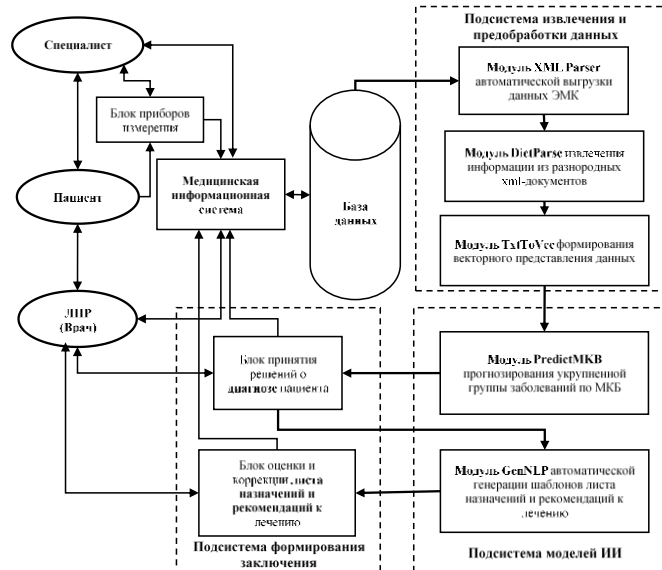 Специалист
Блок приборов
измерения
Пациент
Медицинская
информационная
система
База
данных
ЛПР
(Врач)
Подсистема извлечения и
предобработки данных
Модуль XML Parser
автоматической выгрузки
данных ЭМК
Модуль DictParse извлечения
информации из разнородных
xml-документов
Модуль TxtToVec формирования
векторного представления данных
Блок принятия
решений о
диагнозе пациента
Модуль PredictMKB
прогнозирования укрупненной
группы заболеваний по МКБ
Блок оценки и
коррекции листа
назначений и
рекомендаций к
лечению
Модуль GenNLP автоматической
генерации шаблонов листа
назначений и рекомендаций к
лечению
Подсистема формирования
заключения
Подсистема моделей ИИ